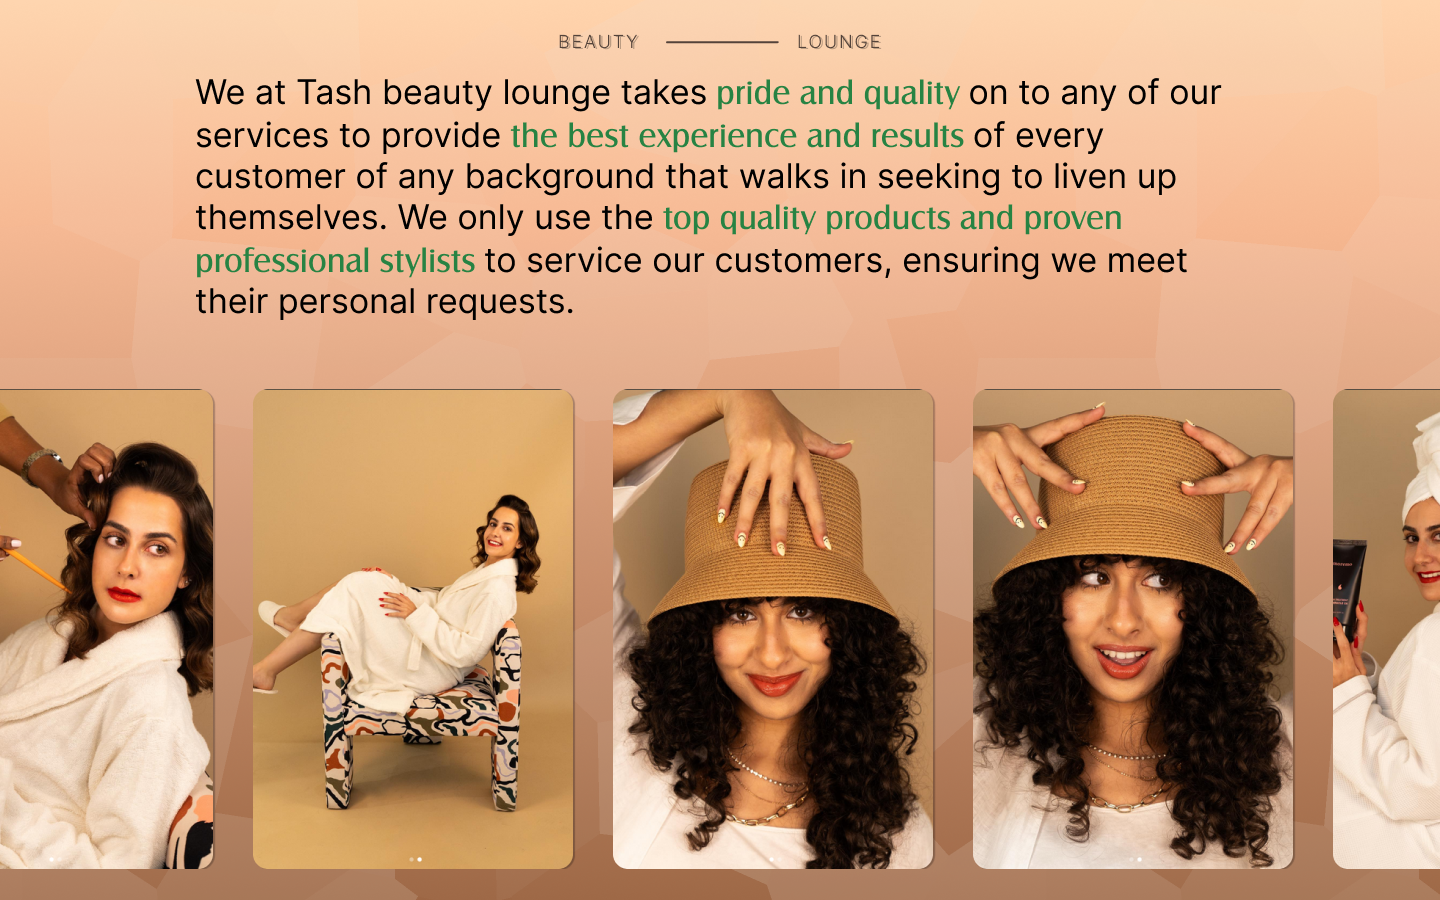 BEAUTY LOUNGE
We at Tash beauty lounge takes pride and quality on to any of our
services to provide the best experience and results of every
customer of any background that walks in seeking to liven up
themselves. We only use the top quality products and proven
professional stylists to service our customers, ensuring we meet
their personal requests.